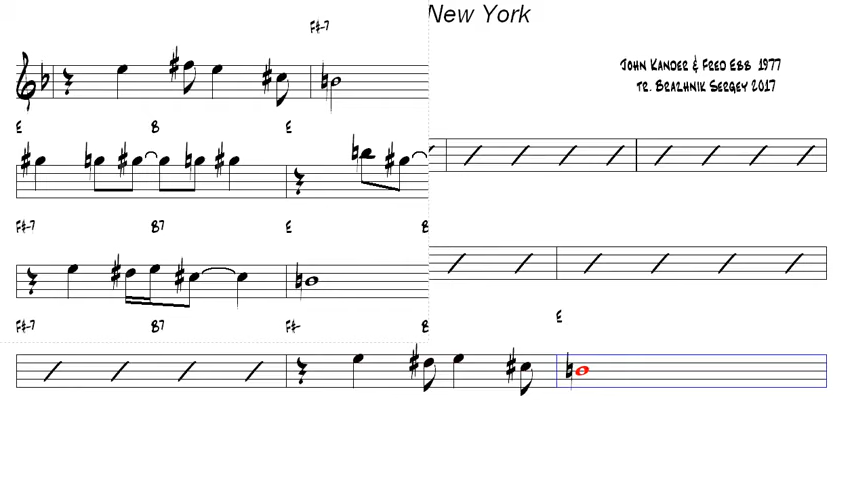 New York
F#-7
John Kander & Fred Ebb 1977
tr. Brazhnik Sergey 2017
E B E
F#-7 B7 E B
F#-7 B7 F#- B E